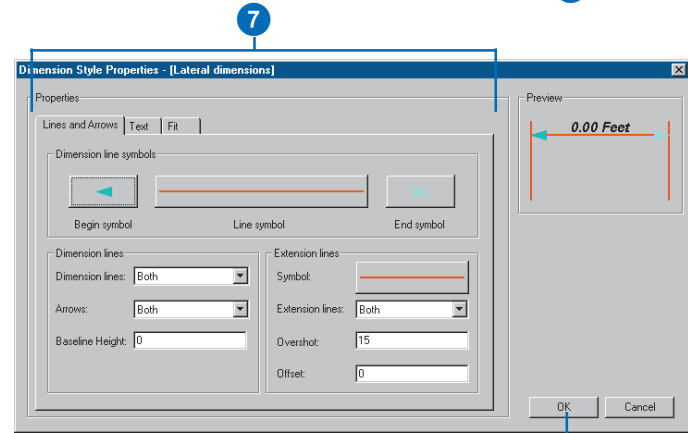 7
Dimension Style Properties - [Lateral dimensions]
Properties
Preview
Lines and Arrows Text Fit
0.00 Feet
Dimension line symbols
Begin symbol Line symbol End symbol
Dimension lines
Dimension lines: Both
Arrows: Both
Baseline Height: 0
Extension lines
Symbol:
Extension lines: Both
Overshot: 15
Offset: 0
OK Cancel